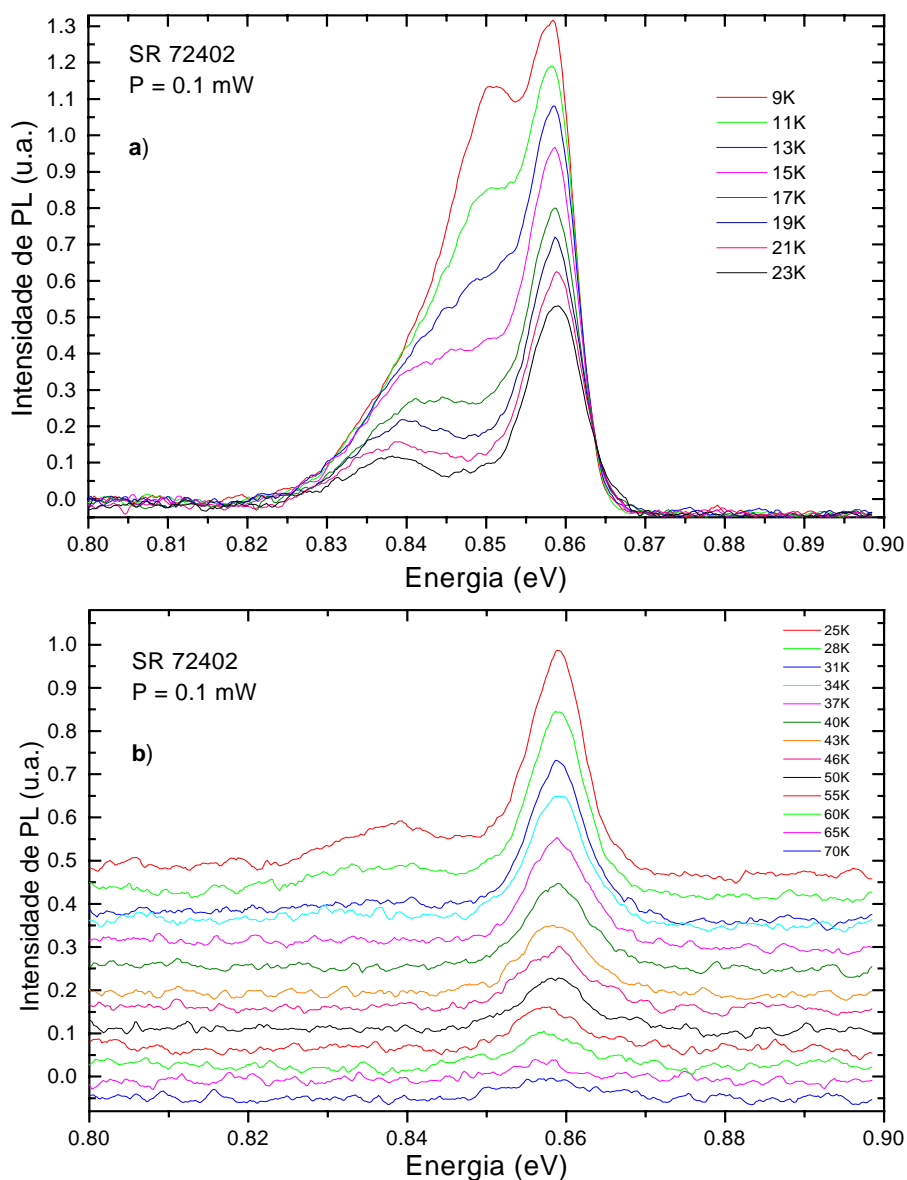 SR 72402
P = 0.1 mW
a)
9K
11K
13K
15K
17K
19K
21K
23K
1.3
1.2
1.1
1.0
0.9
0.8
0.7
0.6
0.5
0.4
0.3
0.2
0.1
0.0
Intensidade de PL (u.a.)
0.80 0.81 0.82 0.83 0.84 0.85 0.86 0.87 0.88 0.89 0.90
Energia (eV)
SR 72402
P = 0.1 mW
b)
25K
28K
31K
34K
37K
40K
43K
46K
50K
55K
60K
65K
70K
1.0
0.9
0.8
0.7
0.6
0.5
0.4
0.3
0.2
0.1
0.0
Intensidade de PL (u.a.)
0.80 0.82 0.84 0.86 0.88 0.90
Energia (eV)